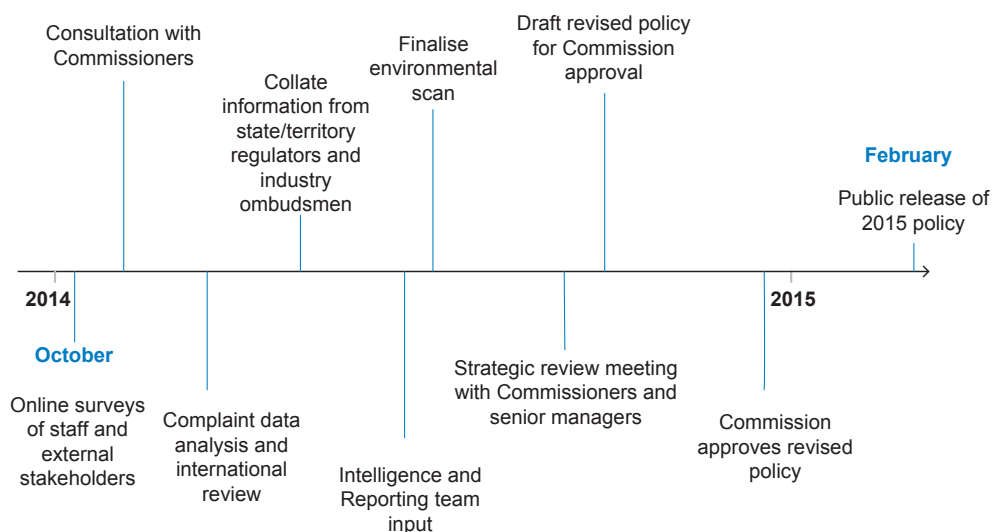 Consultation with
Commissioners
Collate
information from
state/territory
regulators and
industry
ombudsmen
Finalise
environmental
scan
Draft revised policy
for Commission
approval
February
Public release of
2015 policy
2014
2015
October
Online surveys
of staff and
external
stakeholders
Complaint data
analysis and
international
review
Intelligence and
Reporting team
input
Strategic review meeting
with Commissioners and
senior managers
Commission
approves revised
policy